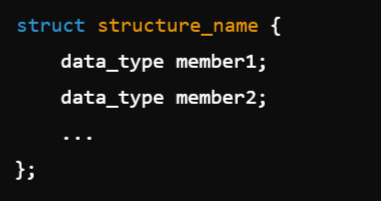 struct structure_name {
    data_type member1;
    data_type member2;
    ...
};